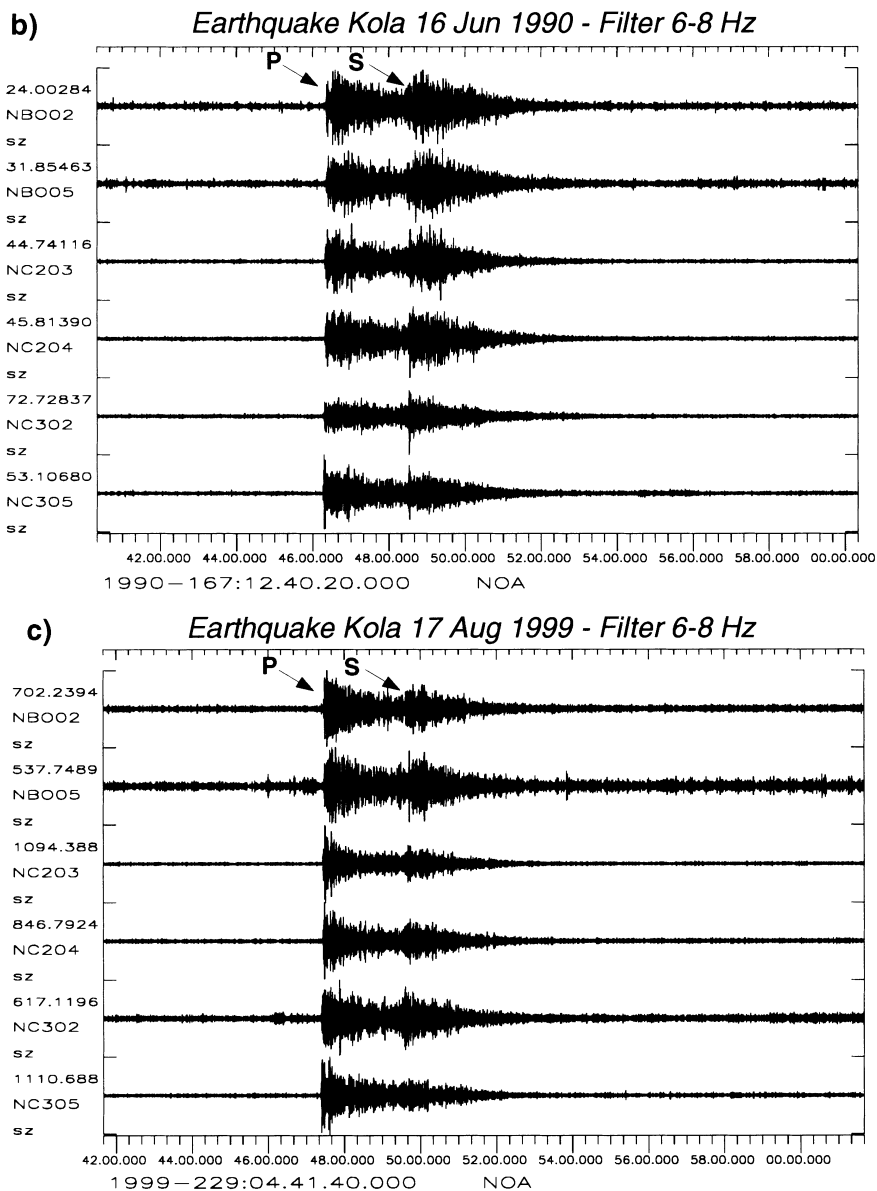 b)
Earthquake Kola 16 Jun 1990 - Filter 6-8 Hz
P S
24.00284
NBO02
sz
31.85463
NBO05
sz
44.74116
NC203
sz
45.81390
NC204
sz
72.72837
NC302
sz
53.10680
NC305
sz
42.00.000 44.00.000 46.00.000 48.00.000 50.00.000 52.00.000 54.00.000 56.00.000 58.00.000 00.00.000
1990-167:12.40.20.000 NOA
c)
Earthquake Kola 17 Aug 1999 - Filter 6-8 Hz
P S
702.2394
NBO02
sz
537.7489
NBO05
sz
1094.388
NC203
sz
846.7924
NC204
sz
617.1196
NC302
sz
1110.688
NC305
sz
42.00.000 44.00.000 46.00.000 48.00.000 50.00.000 52.00.000 54.00.000 56.00.000 58.00.000 00.00.000
1999-229:04.41.40.000 NOA